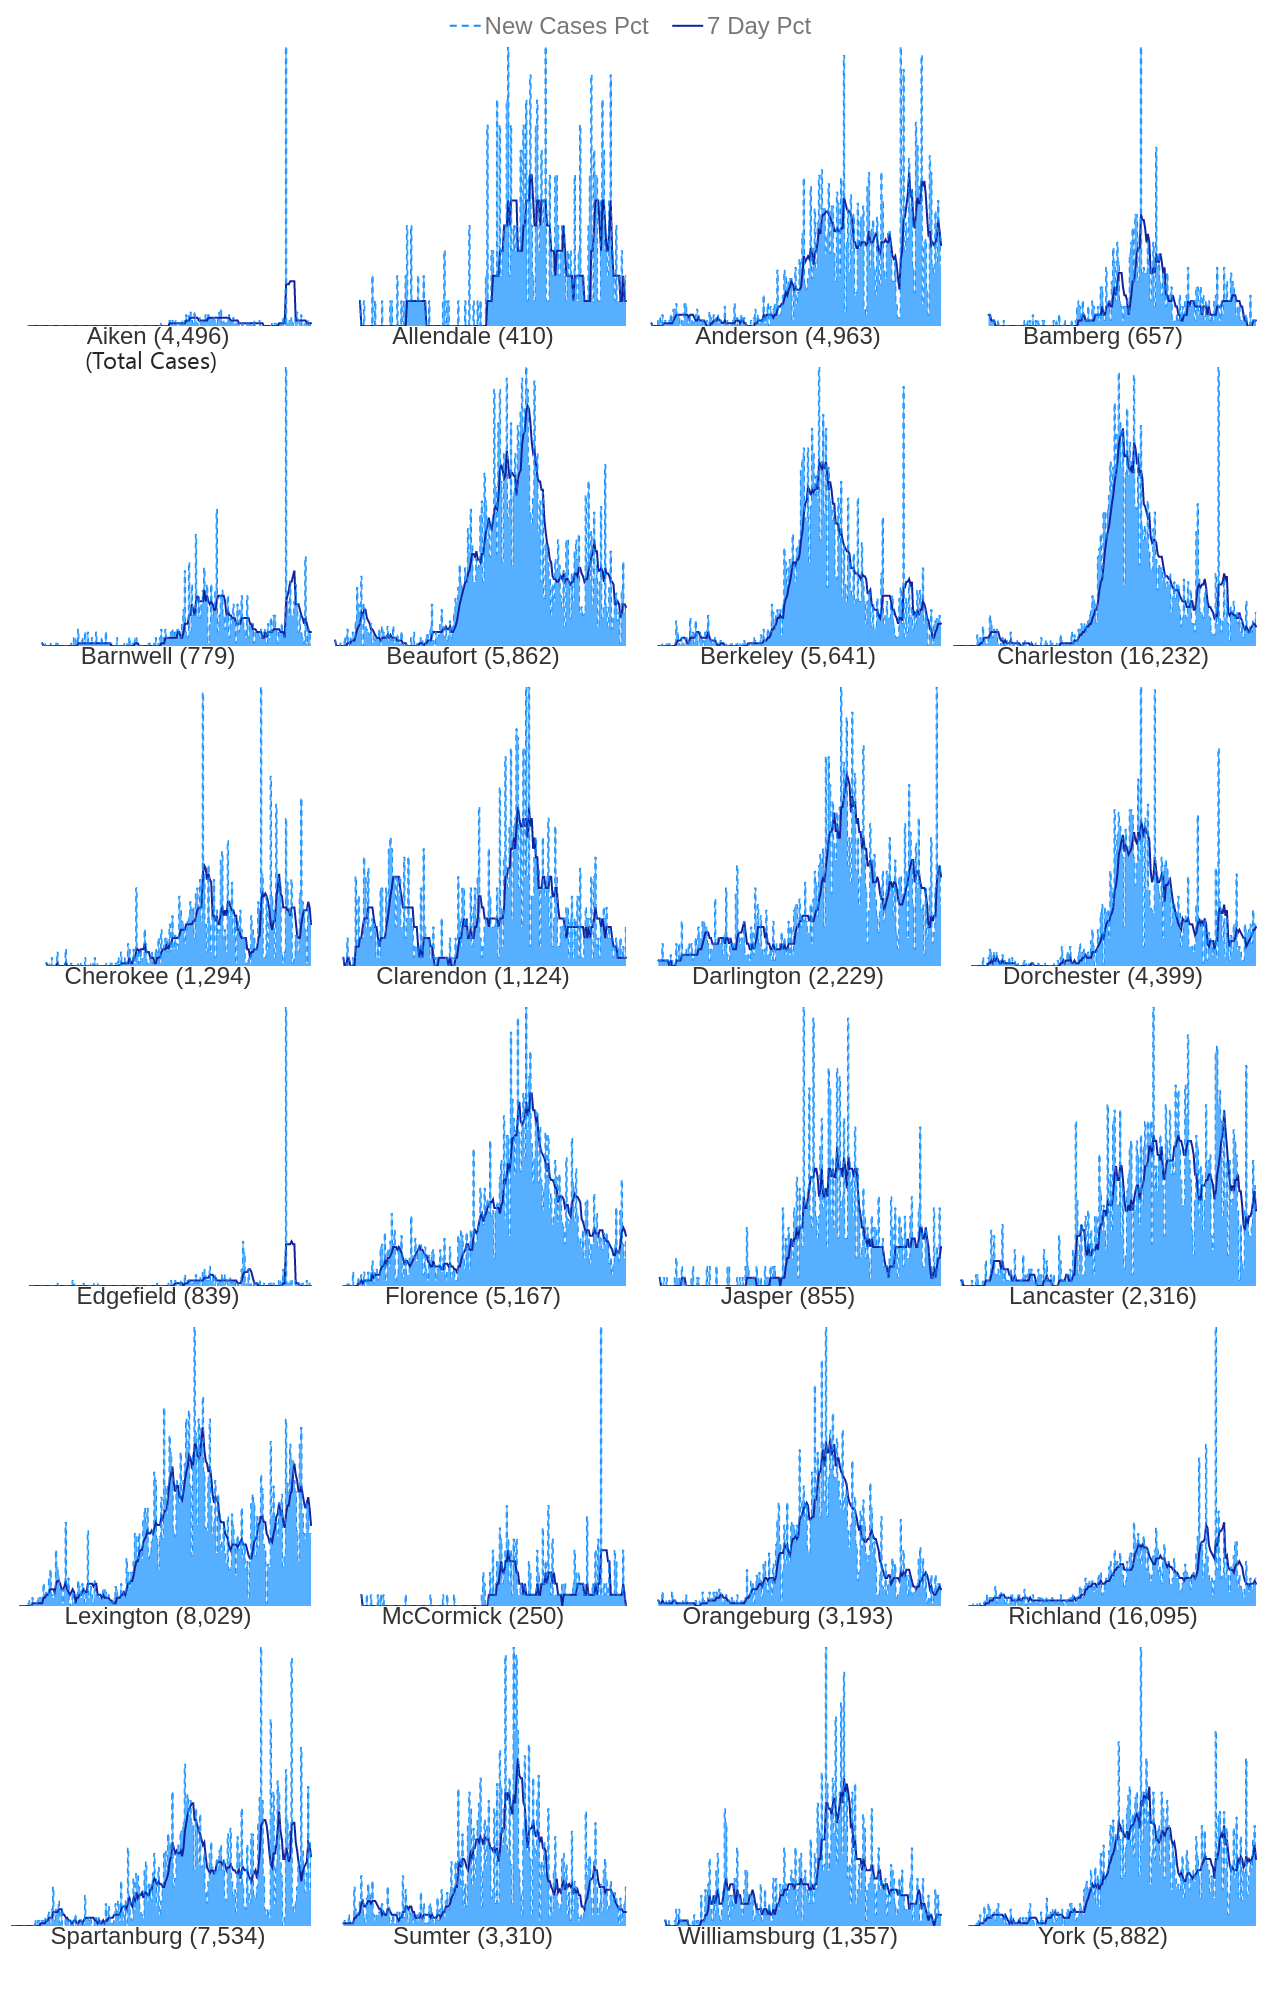 New Cases Pct 7 Day Pct
Aiken (4,496) Allendale (410) Anderson (4,963) Bamberg (657)
(Total Cases)
Barnwell (779) Beaufort (5,862) Berkeley (5,641) Charleston (16,232)
Cherokee (1,294) Clarendon (1,124) Darlington (2,229) Dorchester (4,399)
Edgefield (839) Florence (5,167) Jasper (855) Lancaster (2,316)
Lexington (8,029) McCormick (250) Orangeburg (3,193) Richland (16,095)
Spartanburg (7,534) Sumter (3,310) Williamsburg (1,357) York (5,882)